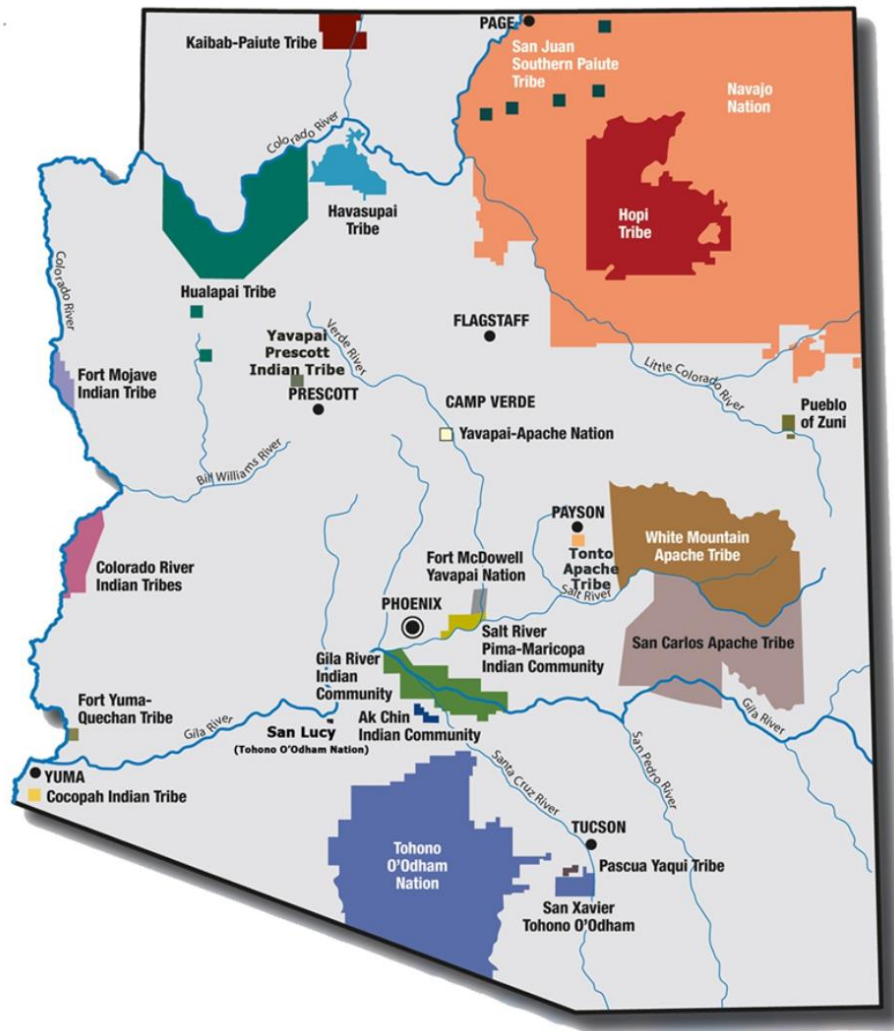 Kaibab-Paiute Tribe
PAGE
San Juan
Southern Paiute
Tribe
Navajo
Nation
Colorado River
Havasupai
Tribe
Hopi
Tribe
Colorado River
Hualapai Tribe
FLAGSTAFF
Verde River
Yavapai
Prescott
Indian Tribe
PRESCOTT
Fort Mojave
Indian Tribe
Little Colorado River
CAMP VERDE
Yavapai-Apache Nation
Pueblo
of Zuni
Bill Williams River
PAYSON
Tonto
Apache
Tribe
White Mountain
Apache Tribe
Colorado River
Indian Tribes
Fort McDowell
Yavapai Nation
Salt River
PHOENIX
Salt River
Pima-Maricopa
Indian Community
San Carlos Apache Tribe
Gila River
Indian
Community
Fort Yuma-
Quechan Tribe
Gila River
San Lucy
(Tohono O'Odham Nation)
Ak Chin
Indian Community
Gila River
YUMA
Cocopah Indian Tribe
Santa Cruz River
San Pedro River
TUCSON
Tohono
O'Odham
Nation
Pascua Yaqui Tribe
San Xavier
Tohono O'Odham